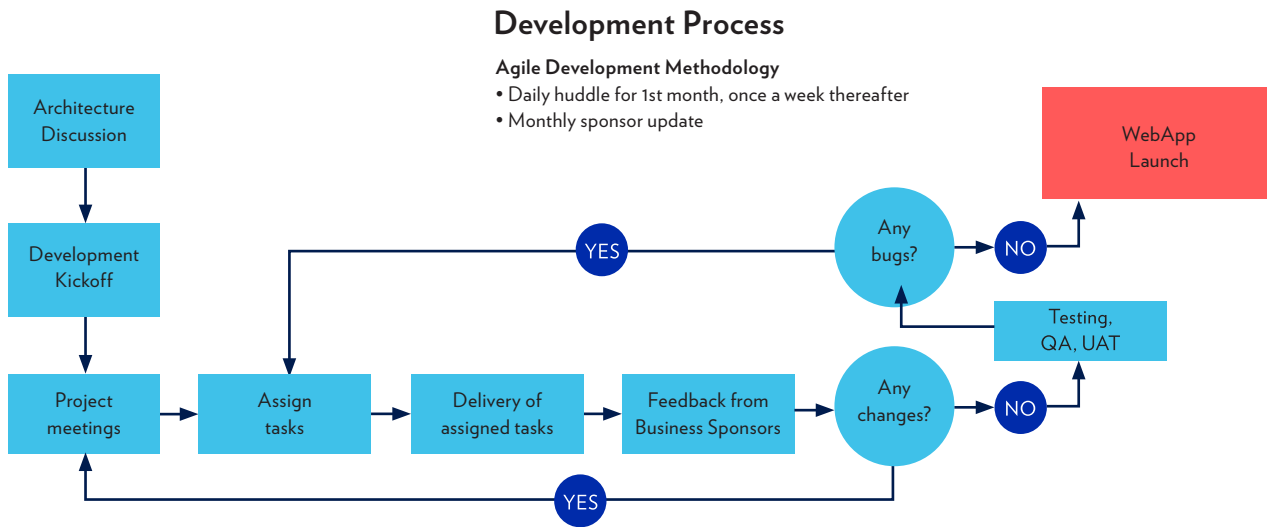 Development Process
Agile Development Methodology
• Daily huddle for 1st month, once a week thereafter
• Monthly sponsor update
Architecture
Discussion
WebApp
Launch
Development
Kickoff
YES
Any
bugs?
NO
Testing,
QA, UAT
Project
meetings
Assign
tasks
Delivery of
assigned tasks
Feedback from
Business Sponsors
Any
changes?
NO
YES